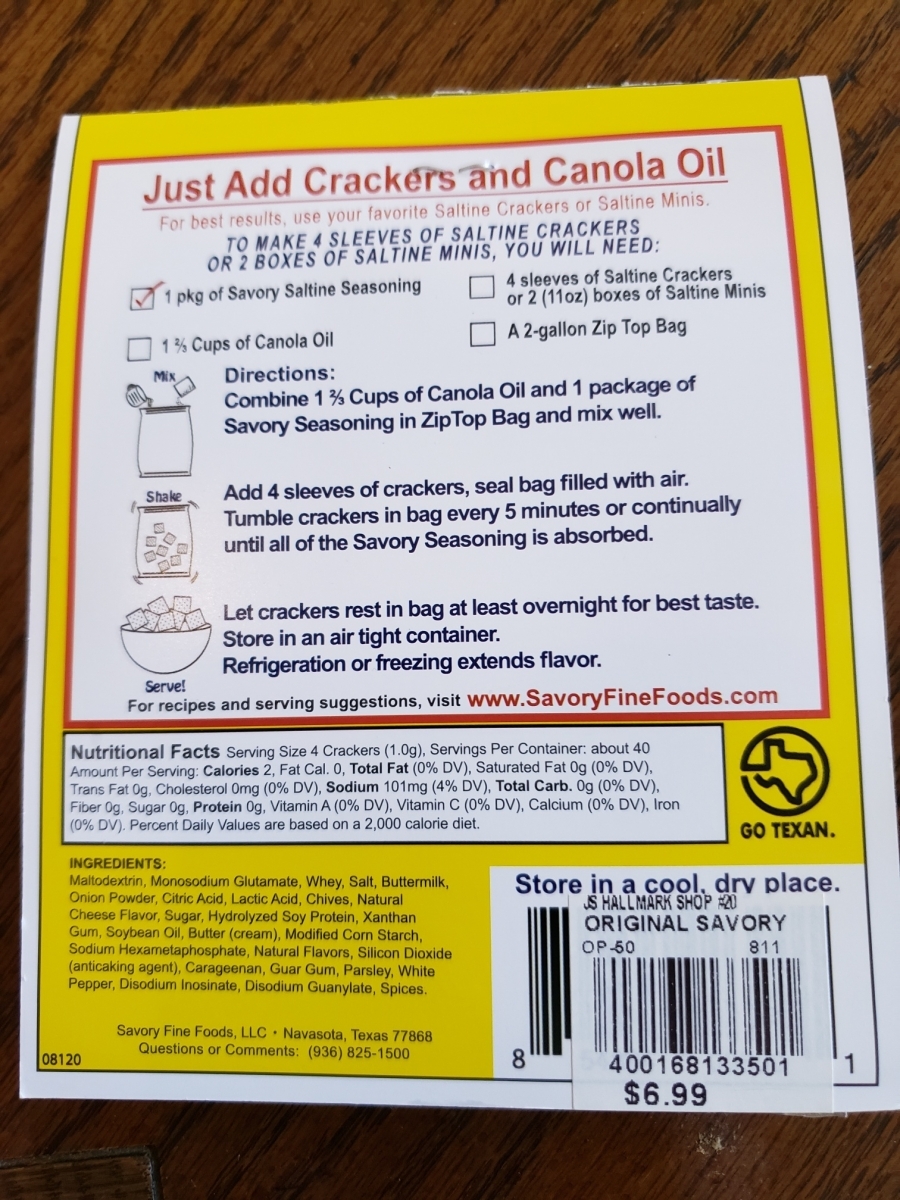 Just Add Crackers and Canola Oil
For best results, use your favorite Saltine Crackers or Saltine Minis.
TO MAKE 4 SLEEVES OF SALTINE CRACKERS
OR 2 BOXES OF SALTINE MINIS, YOU WILL NEED:
1 pkg of Savory Saltine Seasoning
4 sleeves of Saltine Crackers
or 2 (11oz) boxes of Saltine Minis
1 ⅔ Cups of Canola Oil
A 2-gallon Zip Top Bag
Mix
Directions:
Combine 1 ⅔ Cups of Canola Oil and 1 package of
Savory Seasoning in ZipTop Bag and mix well.
Shake
Add 4 sleeves of crackers, seal bag filled with air.
Tumble crackers in bag every 5 minutes or continually
until all of the Savory Seasoning is absorbed.
Let crackers rest in bag at least overnight for best taste.
Store in an air tight container.
Refrigeration or freezing extends flavor.
Serve!
For recipes and serving suggestions, visit www.SavoryFineFoods.com
Nutritional Facts Serving Size 4 Crackers (1.0g), Servings Per Container: about 40
Amount Per Serving: Calories 2, Fat Cal. 0, Total Fat (0% DV), Saturated Fat 0g (0% DV),
Trans Fat 0g, Cholesterol 0mg (0% DV), Sodium 101mg (4% DV), Total Carb. 0g (0% DV),
Fiber 0g, Sugar 0g, Protein 0g, Vitamin A (0% DV), Vitamin C (0% DV), Calcium (0% DV), Iron
(0% DV). Percent Daily Values are based on a 2,000 calorie diet.
GO TEXAN.
INGREDIENTS:
Maltodextrin, Monosodium Glutamate, Whey, Salt, Buttermilk,
Onion Powder, Citric Acid, Lactic Acid, Chives, Natural
Cheese Flavor, Sugar, Hydrolyzed Soy Protein, Xanthan
Gum, Soybean Oil, Butter (cream), Modified Corn Starch,
Sodium Hexametaphosphate, Natural Flavors, Silicon Dioxide
(anticaking agent), Carageenan, Guar Gum, Parsley, White
Pepper, Disodium Inosinate, Disodium Guanylate, Spices.
Savory Fine Foods, LLC • Navasota, Texas 77868
Questions or Comments: (936) 825-1500
08120
Store in a cool, dry place.
JS HALLMARK SHOP #20
ORIGINAL SAVORY
OP-50 811
8
400168133501
1
$6.99